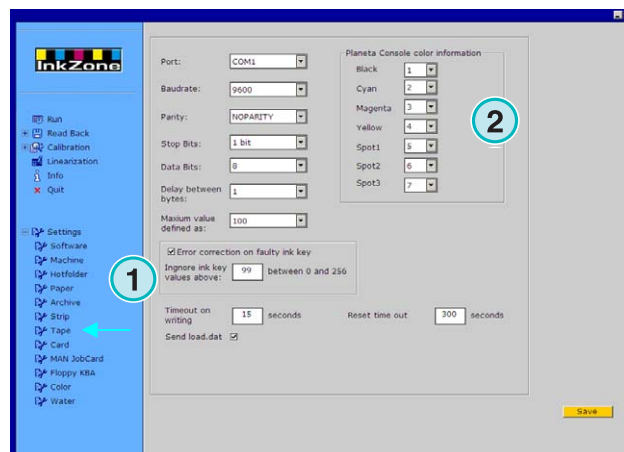 InkZone
Run
Read Back
Calibration
Linearization
Info
Quit
Settings
Software
Machine
Hotfolder
Paper
Archive
Strip
Tape
Card
MAN JobCard
Floppy KBA
Color
Water
Port: COM1
Baudrate: 9600
Parity: NOPARITY
Stop Bits: 1 bit
Data Bits: 8
Delay between
bytes: 1
Maxium value
defined as: 100
Planeta Console color information
Black 1
Cyan 2
Magenta 3
Yellow 4
Spot1 5
Spot2 6
Spot3 7
2
1
Error correction on faulty ink key
Ingnore ink key
values above: 99 between 0 and 256
Timeout on
writing 15 seconds
Reset time out 300 seconds
Send load.dat
Save